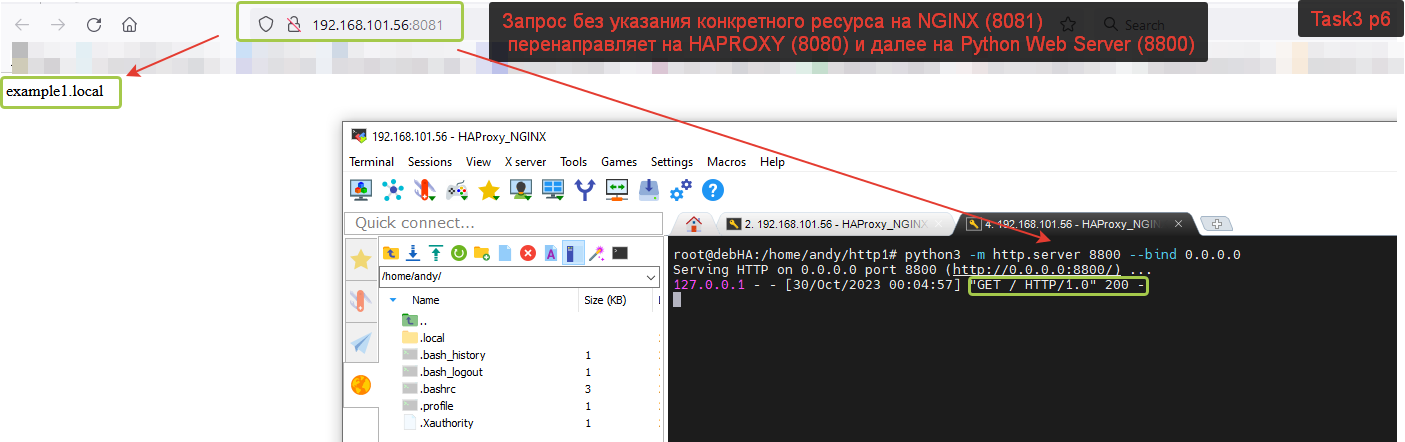 192.168.101.56:8081
Search
Запрос без указания конкретного ресурса на NGINX (8081)
перенаправляет на HAPROXY (8080) и далее на Python Web Server (8800)
Task3 p6
example1.local
192.168.101.56 - HAProxy_NGINX
Terminal Sessions View X server Tools Games Settings Macros Help
Quick connect...
2. 192.168.101.56 - HAProxy_NGINX
4. 192.168.101.56 - HAProxy_NGIN
/home/andy/
Name Size (KB)
..
.local
.bash_history 1
.bash_logout 1
.bashrc 3
.profile 1
.Xauthority 1
root@debHA:/home/andy/http1# python3 -m http.server 8800 --bind 0.0.0.0
Serving HTTP on 0.0.0.0 port 8800 (http://0.0.0.0:8800/) ...
127.0.0.1 - - [30/Oct/2023 00:04:57] "GET / HTTP/1.0" 200 -